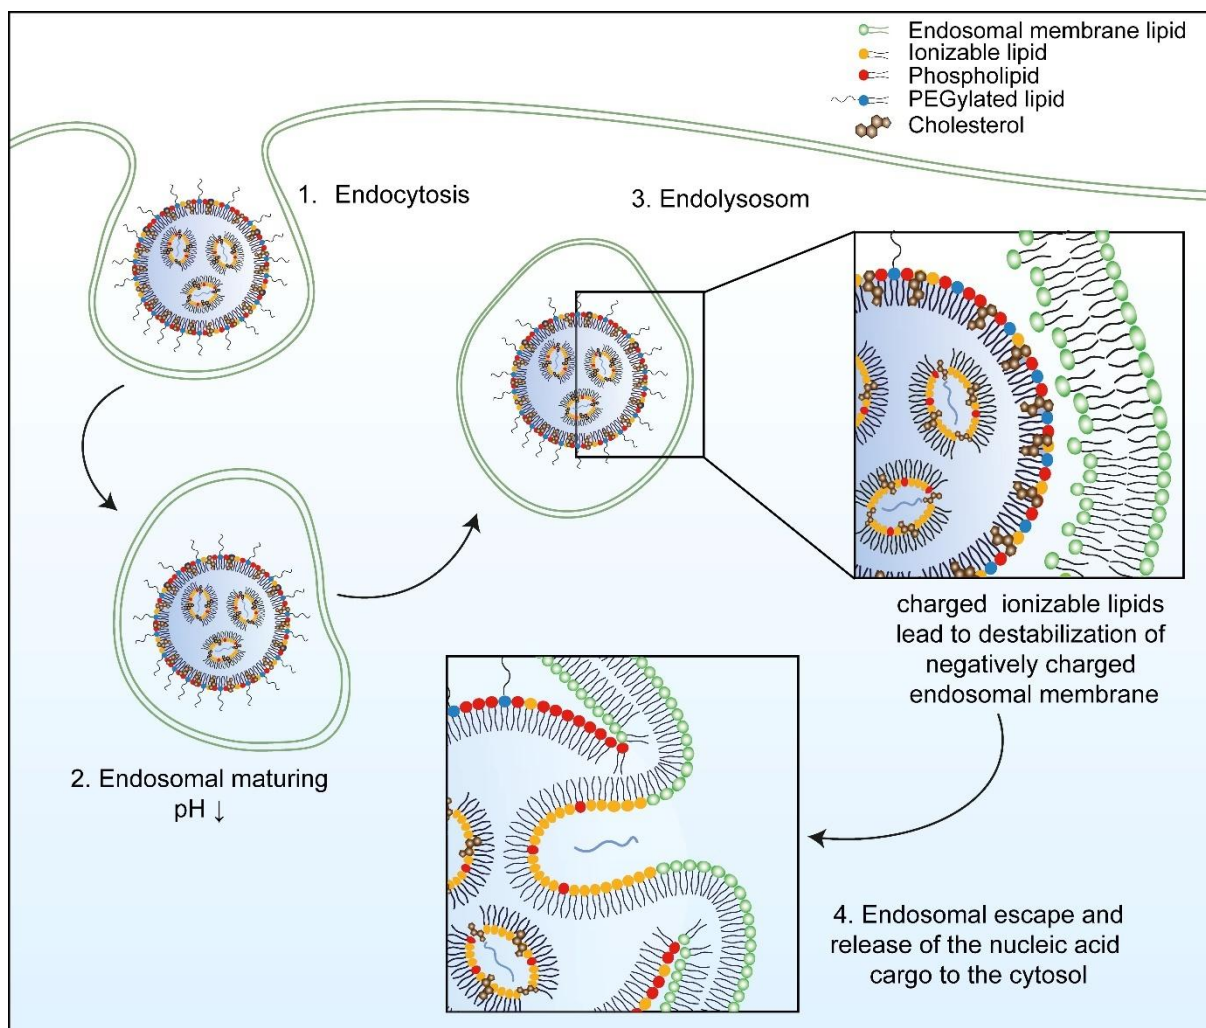 Endosomal membrane lipid
Ionizable lipid
Phospholipid
PEGylated lipid
Cholesterol
1. Endocytosis
3. Endolysosom
charged ionizable lipids
lead to destabilization of
negatively charged
endosomal membrane
2. Endosomal maturing
pH ↓
4. Endosomal escape and
release of the nucleic acid
cargo to the cytosol